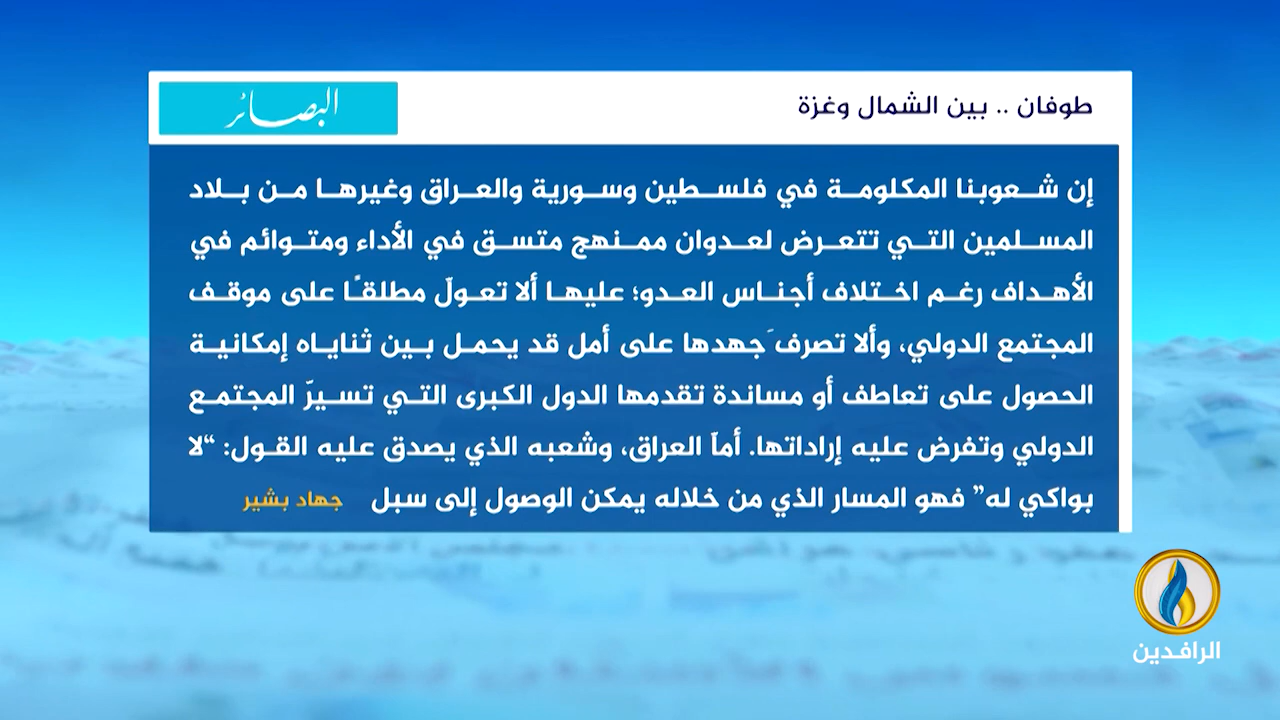 طوفان .. بين الشمال وغزة
البصائر
إن شعوبنا المكلومة في فلسطين وسورية والعراق وغيرها من بلاد
المسلمين التي تتعرض لعدوان ممنهج متسق في الأداء ومتوائم في
الأهداف رغم اختلاف أجناس العدو؛ عليها ألا تعولّ مطلقًا على موقف
المجتمع الدولي، وألا تصرفَ جهدها على أمل قد يحمل بين ثناياه إمكانية
الحصول على تعاطف أو مساندة تقدمها الدول الكبرى التي تسيرّ المجتمع
الدولي وتفرض عليه إراداتها. أماّ العراق، وشعبه الذي يصدق عليه القول: “لا
بواكي له” فهو المسار الذي من خلاله يمكن الوصول إلى سبل جهاد بشير
الرافدين